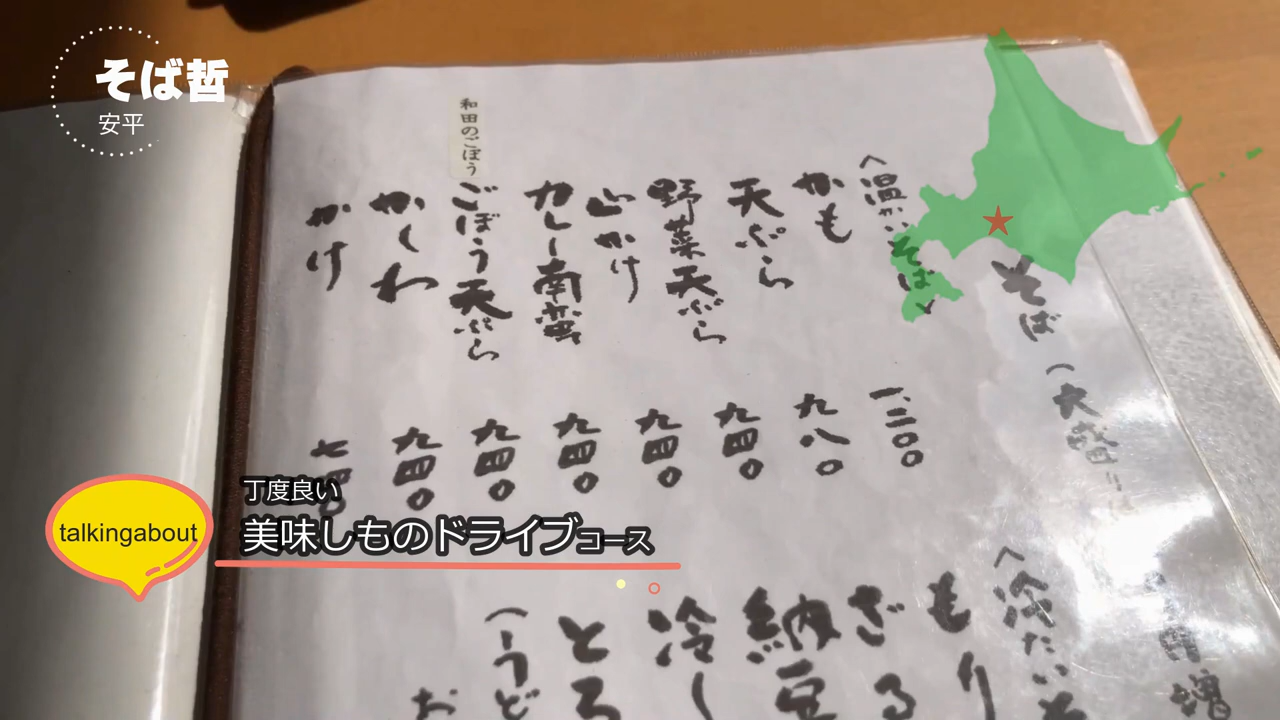 そば哲
安平
そば (大盛
〈温かいそば〉
かも 一、二〇〇
天ぷら 九八〇
野菜天ぷら 九四〇
山かけ 九四〇
カレー南蛮 九四〇
和田のごぼう
ごぼう天ぷら 九四〇
かしわ 九四〇
かけ 七四〇
増
〈冷たいそ
もり
ざる
納豆
冷し
とろ
(うど
お
talkingabout
丁度良い
美味しものドライブコース